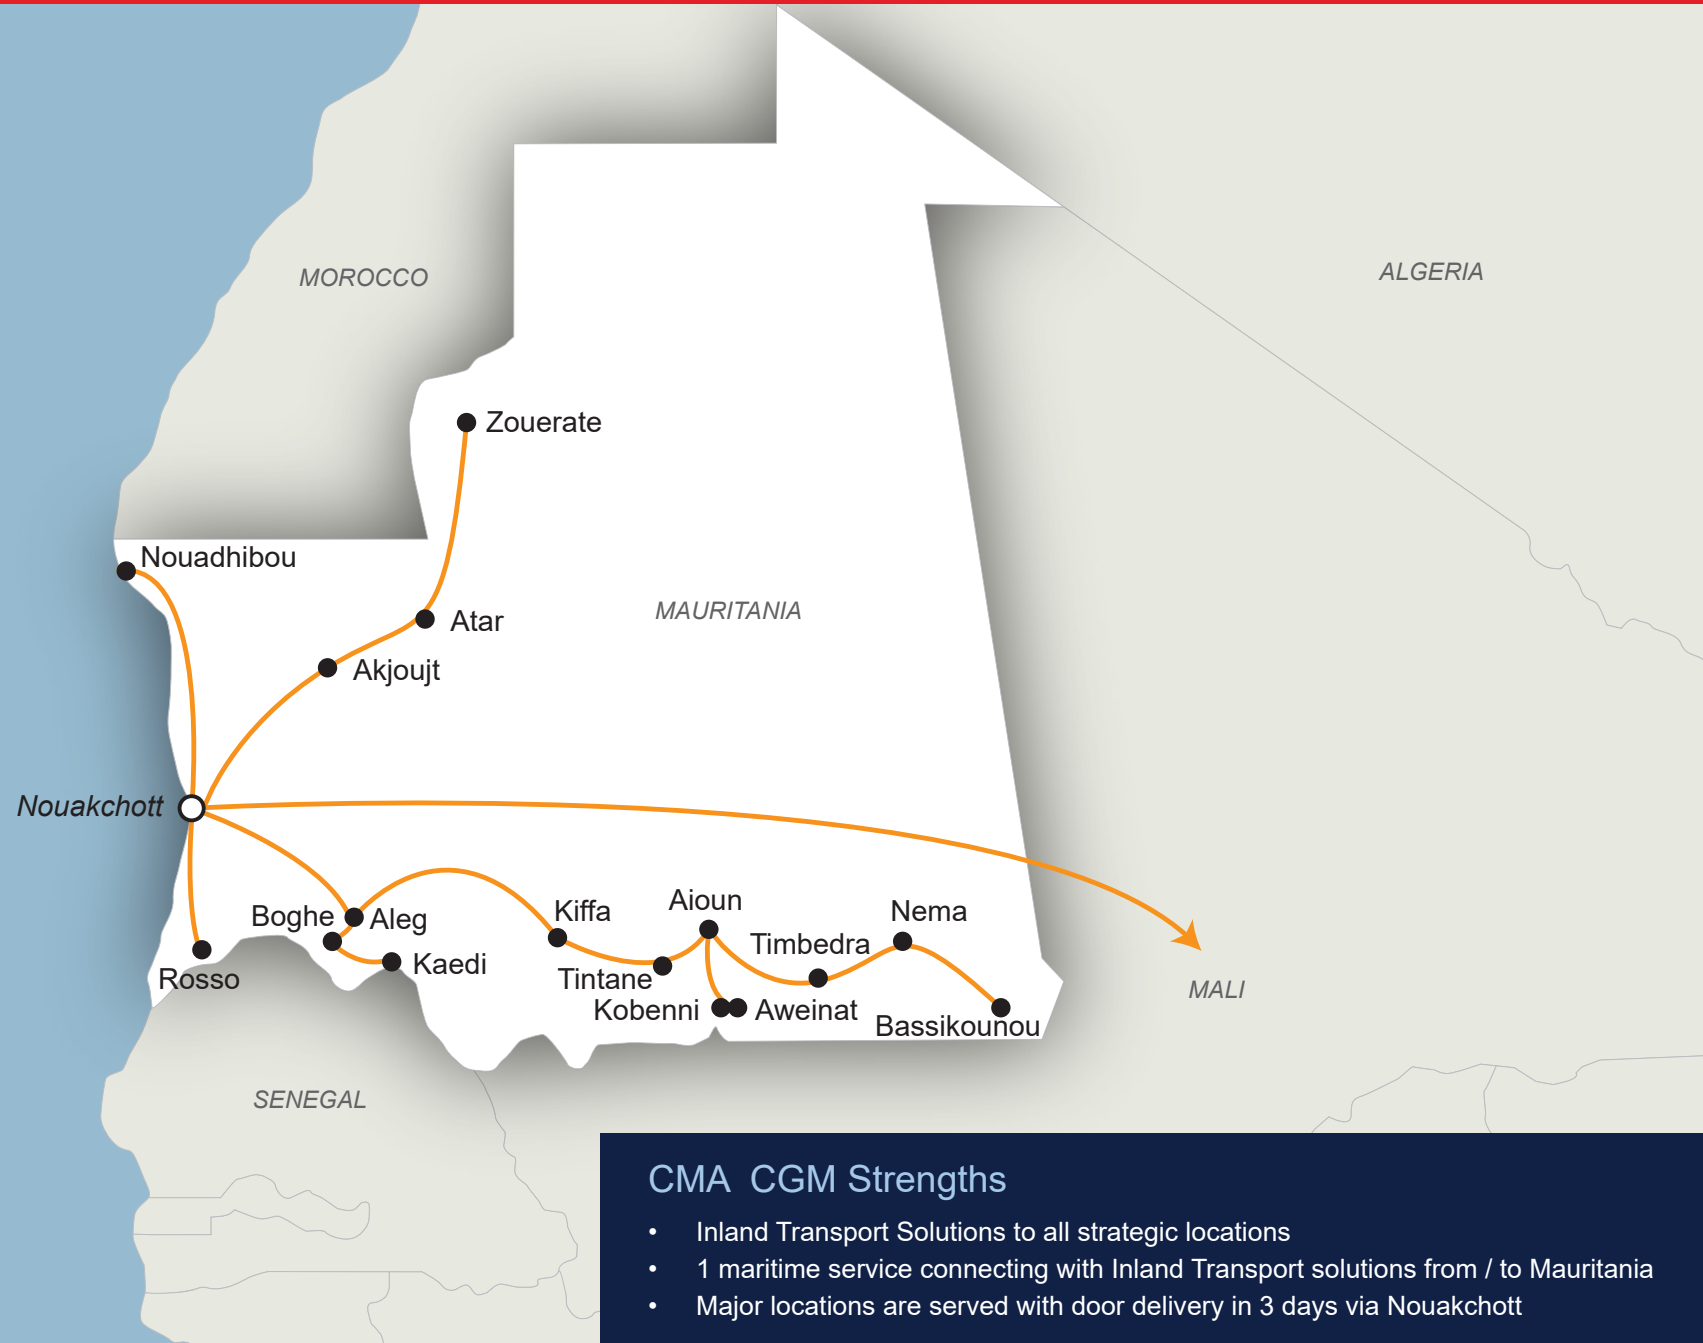 MOROCCO
ALGERIA
Zouerate
Nouadhibou
MAURITANIA
Atar
Akjoujt
Nouakchott
Aioun
Kiffa
Nema
Boghe
Aleg
Timbedra
Kaedi
Tintane
Rosso
MALI
Kobenni
Aweinat
Bassikounou
SENEGAL
CMA CGM Strengths
• Inland Transport Solutions to all strategic locations
• 1 maritime service connecting with Inland Transport solutions from / to Mauritania
• Major locations are served with door delivery in 3 days via Nouakchott